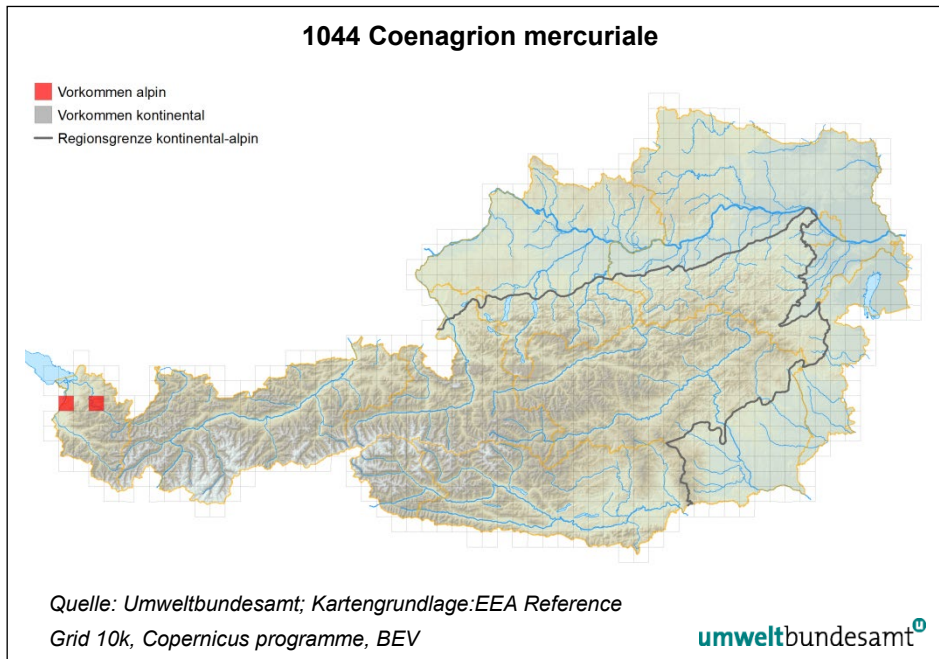 1044 Coenagrion mercuriale
Vorkommen alpin
Vorkommen kontinental
Regionsgrenze kontinental-alpin
Quelle: Umweltbundesamt; Kartengrundlage:EEA Reference
Grid 10k, Copernicus programme, BEV
umweltbundesamt